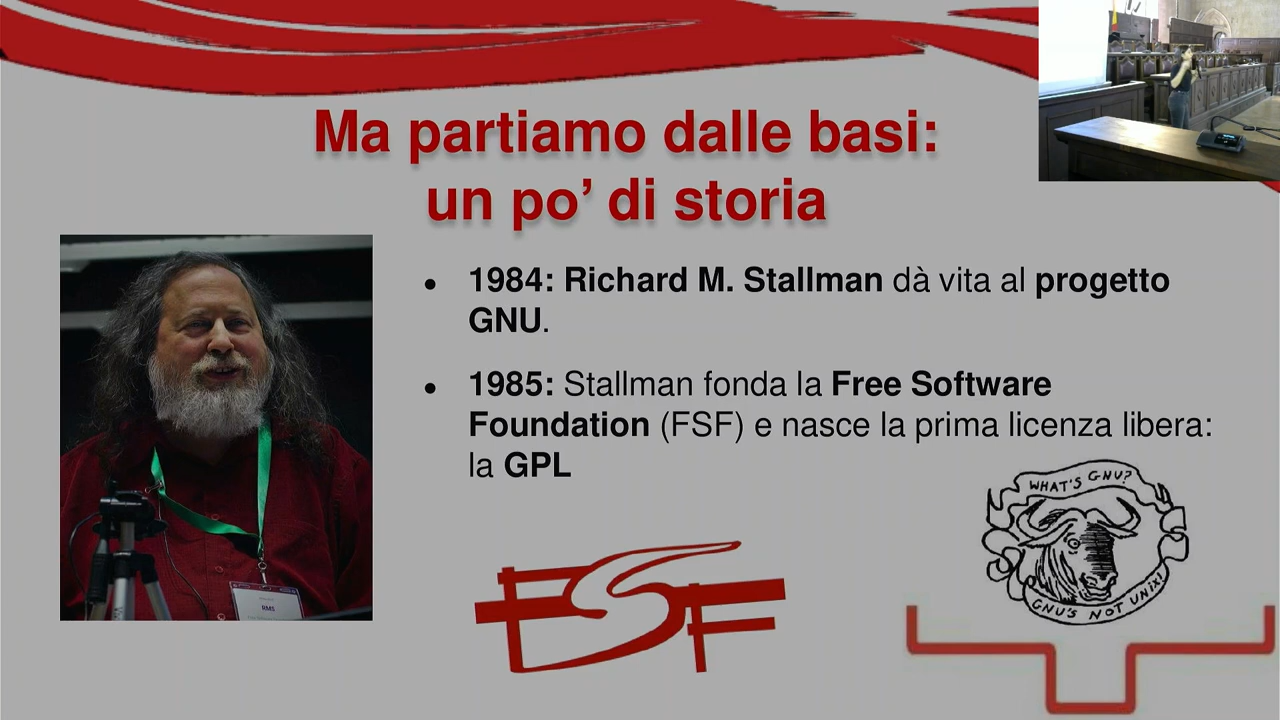 Ma partiamo dalle basi:
un po’ di storia
● 1984: Richard M. Stallman dà vita al progetto
GNU.
● 1985: Stallman fonda la Free Software
Foundation (FSF) e nasce la prima licenza libera:
la GPL
WHAT'S GNU?
GNU'S NOT UNIX!
FSF
RMS